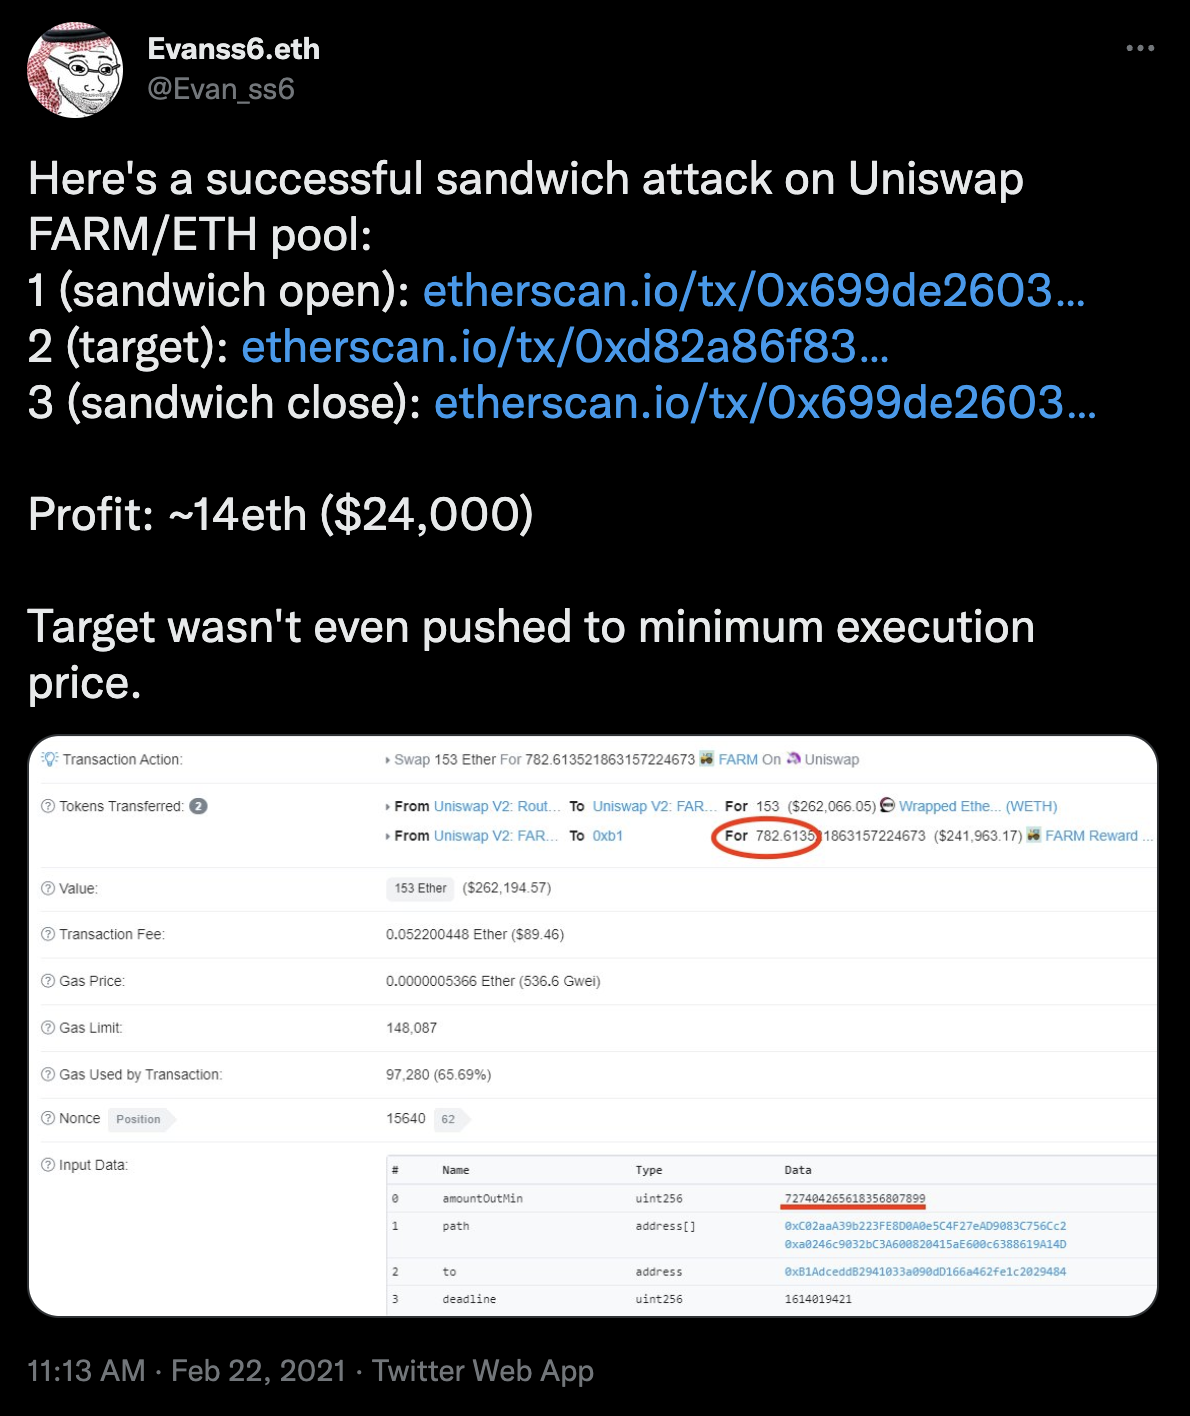 Evanss6.eth
@Evan_ss6
Here's a successful sandwich attack on Uniswap
FARM/ETH pool:
1 (sandwich open): etherscan.io/tx/0x699de2603...
2 (target): etherscan.io/tx/0xd82a86f83...
3 (sandwich close): etherscan.io/tx/0x699de2603...
Profit: ~14eth ($24,000)
Target wasn't even pushed to minimum execution
price.
Transaction Action: Swap 153 Ether For 782.613521863157224673 FARM On Uniswap
Tokens Transferred: 2 From Uniswap V2: Rout... To Uniswap V2: FAR... For 153 ($262,066.05) Wrapped Ethe... (WETH)
From Uniswap V2: FAR... To 0xb1 For 782.613521863157224673 ($241,963.17) FARM Reward ...
Value: 153 Ether ($262,194.57)
Transaction Fee: 0.052200448 Ether ($89.46)
Gas Price: 0.0000005366 Ether (536.6 Gwei)
Gas Limit: 148,087
Gas Used by Transaction: 97,280 (65.69%)
Nonce Position 15640 62
Input Data:
# Name Type Data
0 amountOutMin uint256 727404265618356807899
1 path address[] 0xC02aaA39b223FE8D0A0e5C4F27eAD9083C756Cc2
0xa0246c9032bC3A600820415aE600c6388619A14D
2 to address 0xB1AdceddB2941033a090dD166a462fe1c2029484
3 deadline uint256 1614019421
11:13 AM · Feb 22, 2021 · Twitter Web App